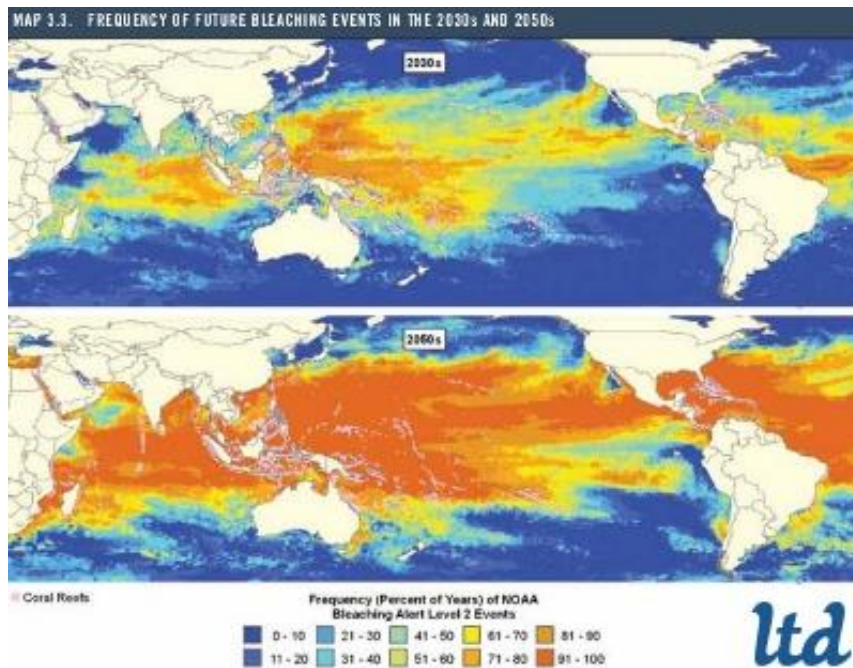 MAP 3.3. FREQUENCY OF FUTURE BLEACHING EVENTS IN THE 2030s AND 2050s
2030s
2050s
Coral Reefs
Frequency (Percent of Years) of NOAA
Bleaching Alert Level 2 Events
0 - 10 21 - 30 41 - 50 61 - 70 81 - 90
11 - 20 31 - 40 51 - 60 71 - 80 91 - 100
ltd